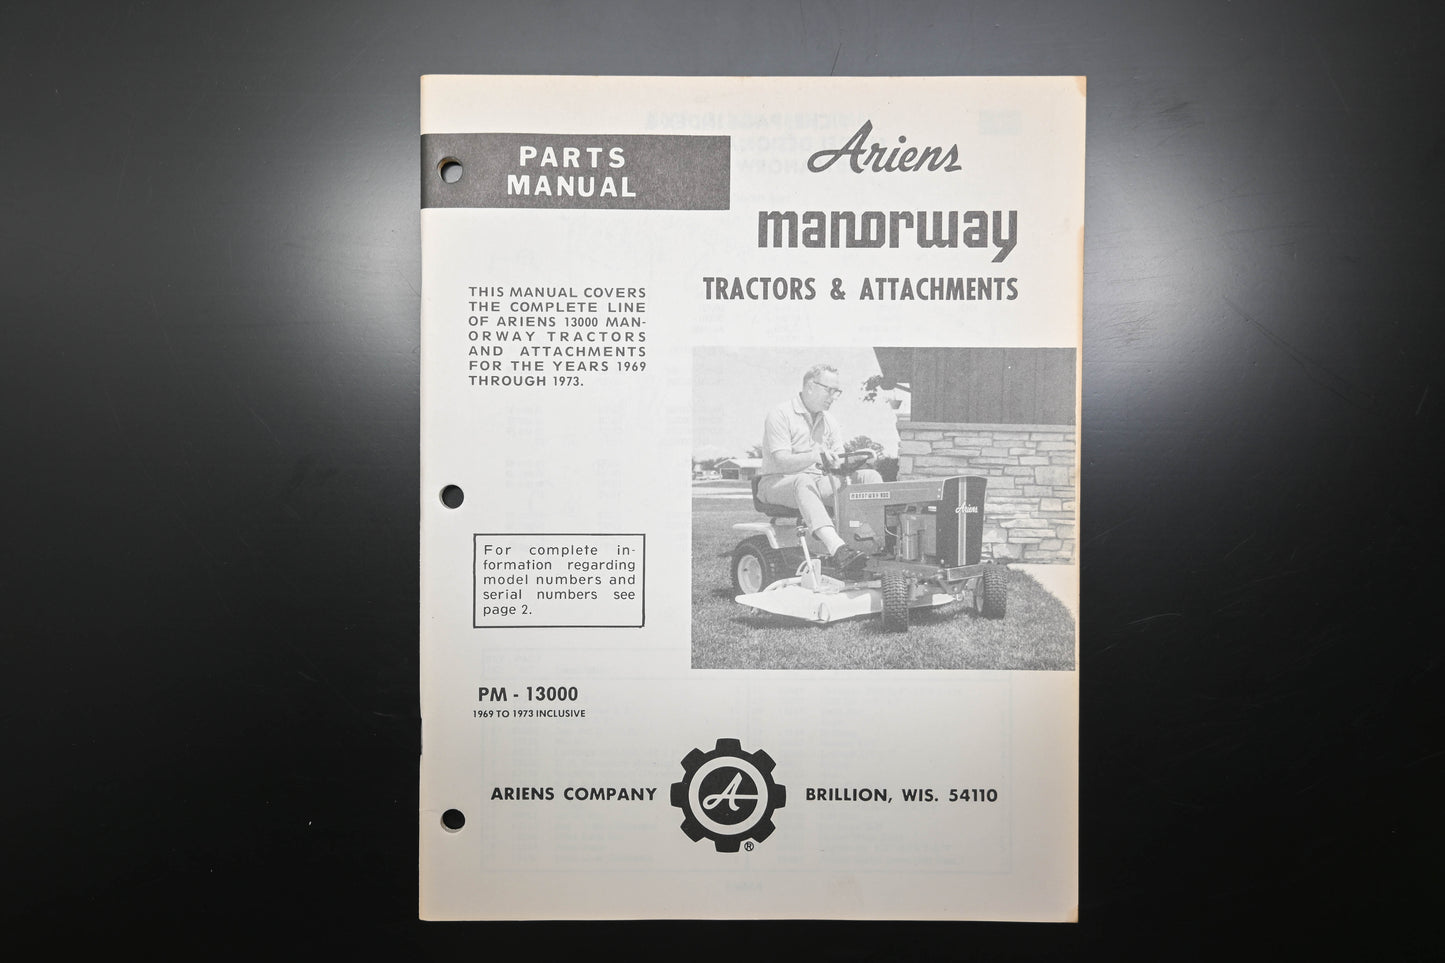 PARTS
MANUAL
Ariens
manorway
TRACTORS & ATTACHMENTS
THIS MANUAL COVERS
THE COMPLETE LINE
OF ARIENS 13000 MAN-
ORWAY TRACTORS
AND ATTACHMENTS
FOR THE YEARS 1969
THROUGH 1973.
Ariens
For complete in-
formation regarding
model numbers and
serial numbers see
page 2.
PM - 13000
1969 TO 1973 INCLUSIVE
ARIENS COMPANY
A
®
BRILLION, WIS. 54110